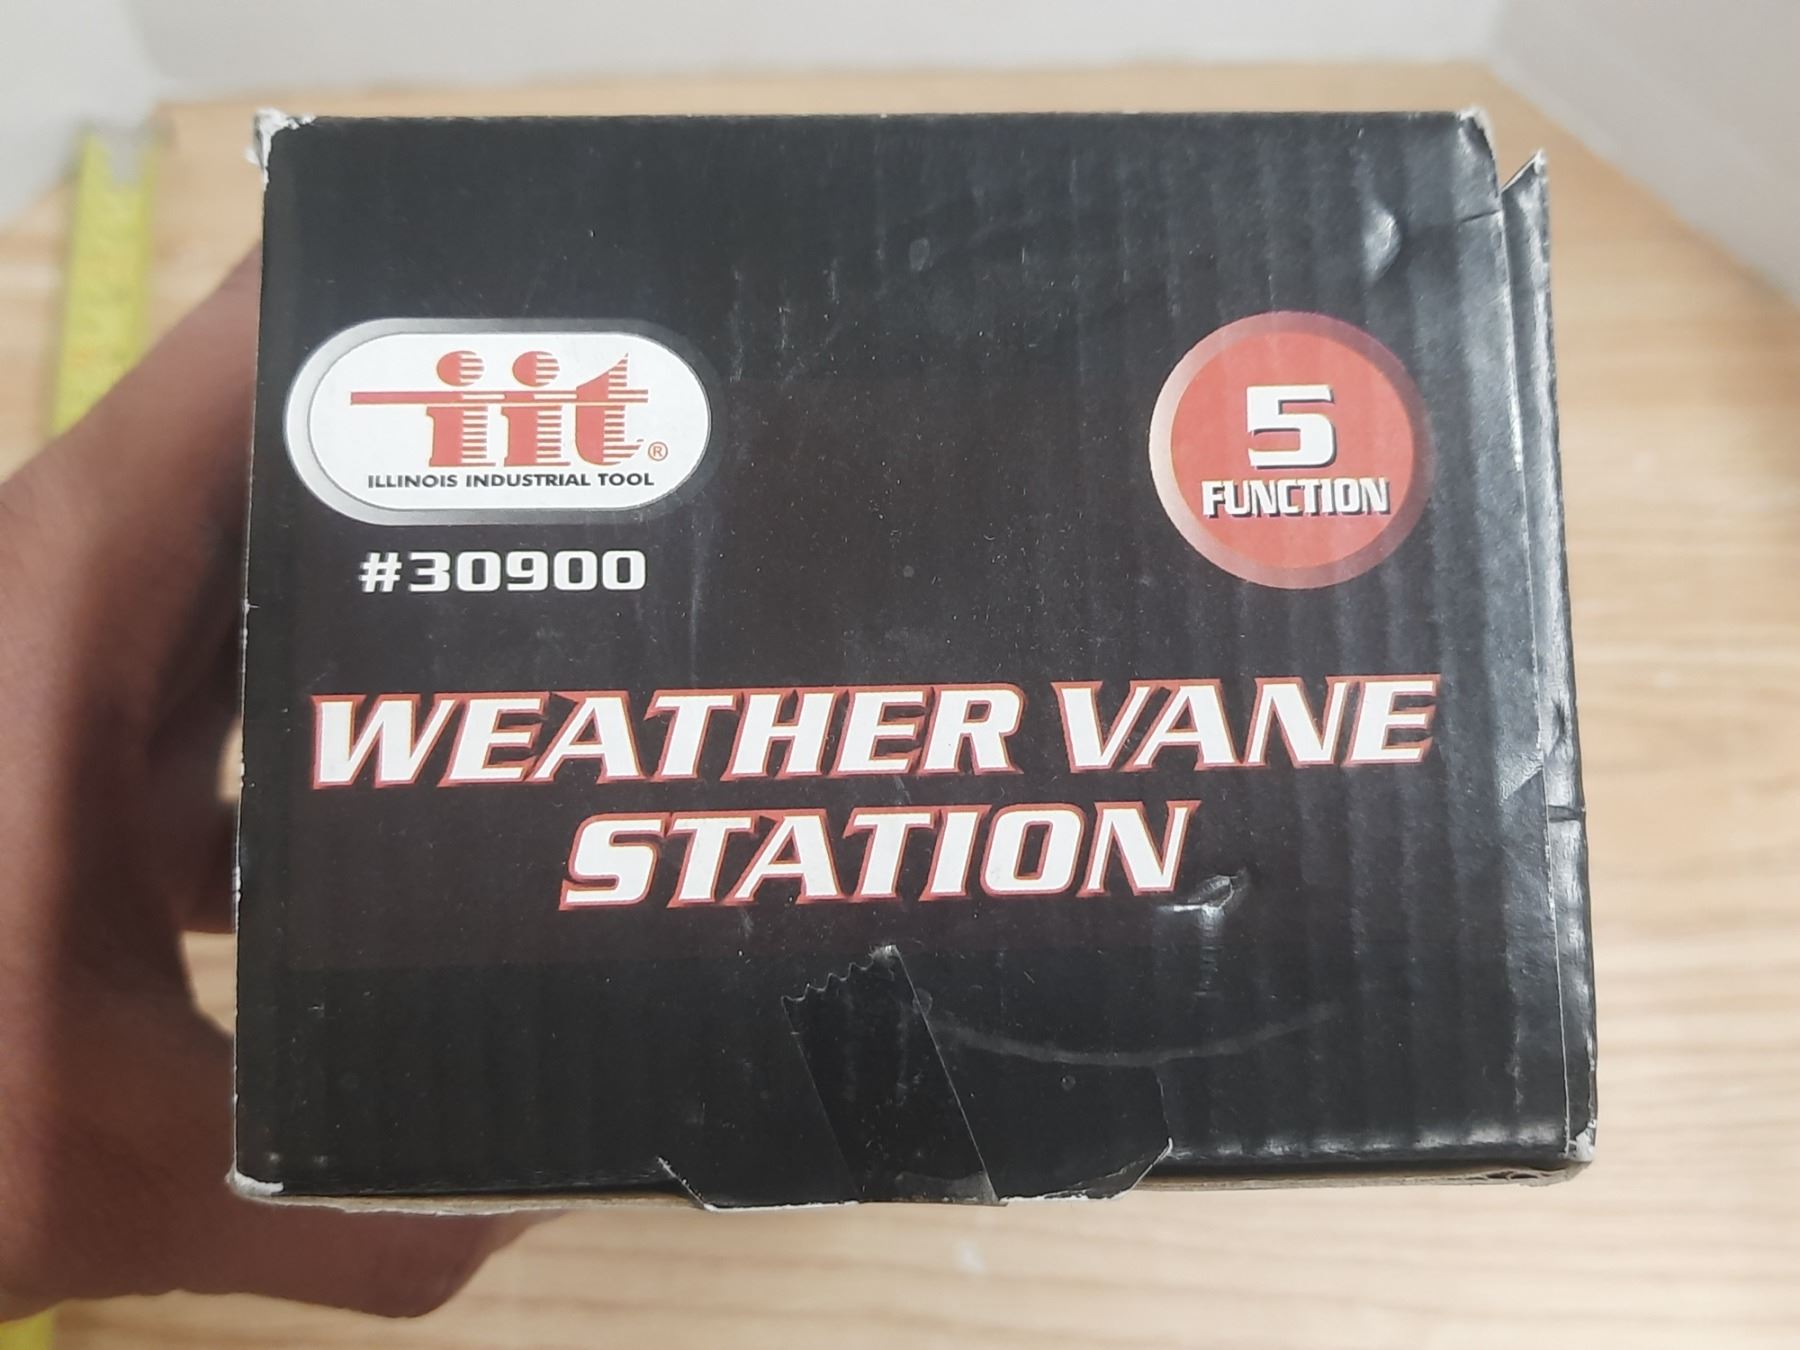 iit®
ILLINOIS INDUSTRIAL TOOL
#30900
5
FUNCTION
WEATHER VANE
STATION